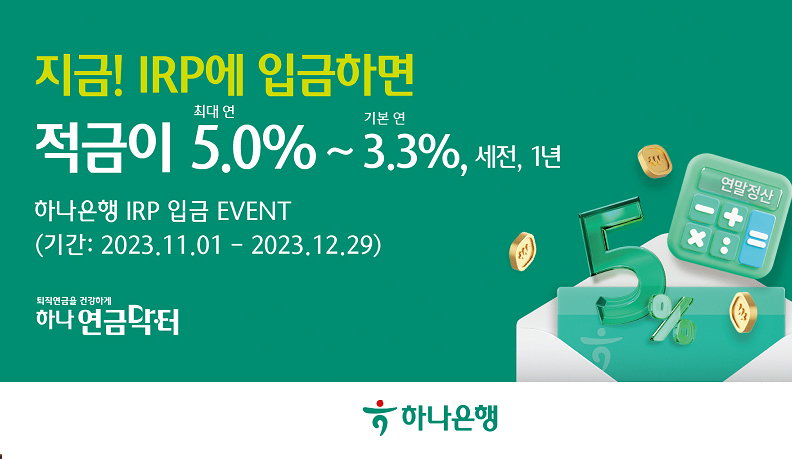 지금! IRP에 입금하면
최대 연 기본 연
적금이 5.0% ~ 3.3%, 세전, 1년
하나은행 IRP 입금 EVENT
(기간: 2023.11.01 - 2023.12.29)
퇴직연금을 건강하게
하나 연금닥터
연말정산
5%
하나은행